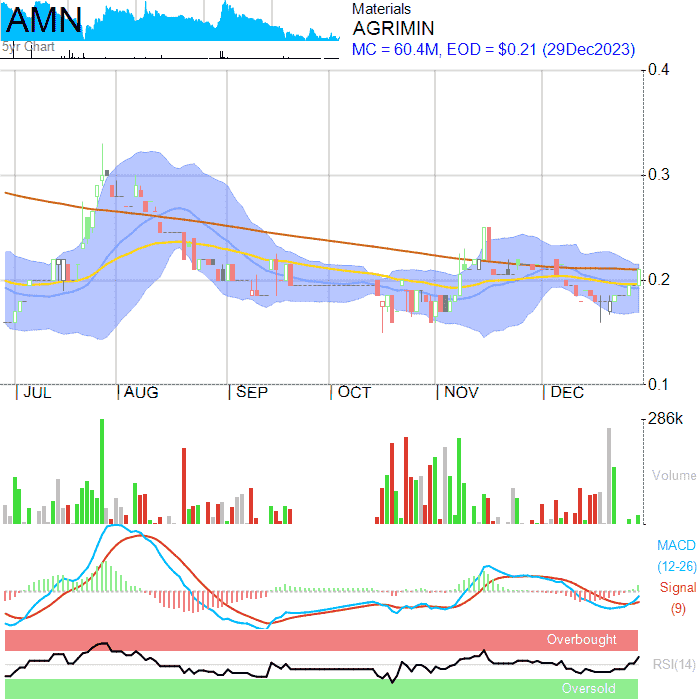 AMN
5yr Chart
Materials
AGRIMIN
MC = 60.4M, EOD = $0.21 (29Dec2023)
0.4
0.3
0.2
0.1
JUL AUG SEP OCT NOV DEC
286k
Volume
MACD
(12-26)
Signal
(9)
Overbought
RSI(14)
Oversold